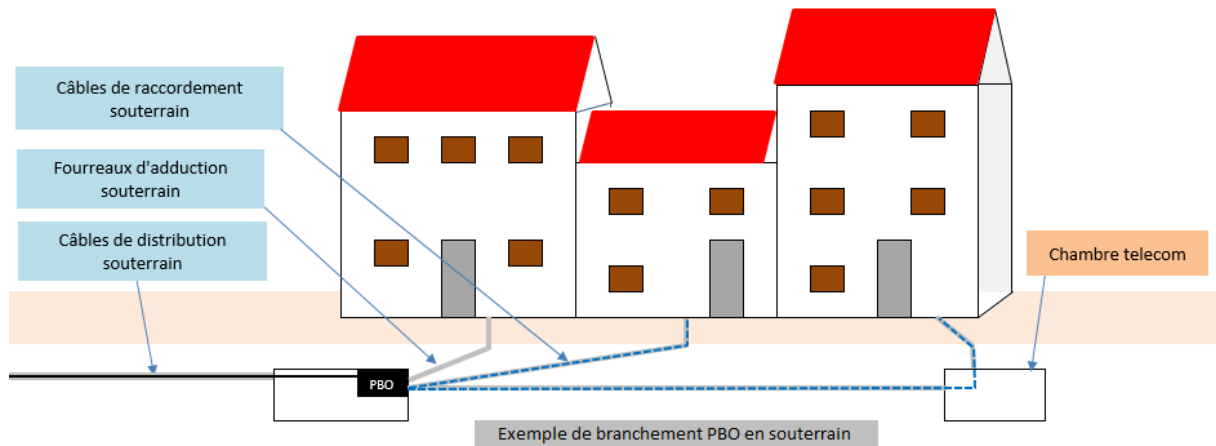 Câbles de raccordement
souterrain
Fourreaux d'adduction
souterrain
Câbles de distribution
souterrain
Chambre telecom
PBO
Exemple de branchement PBO en souterrain